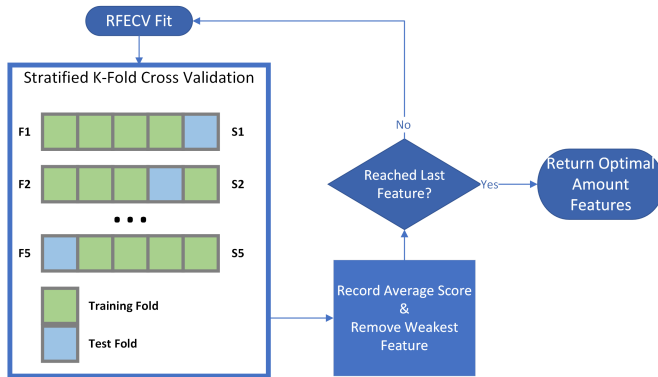 RFECV Fit
Stratified K-Fold Cross Validation
F1
S1
F2
S2
...
F5
S5
Training Fold
Test Fold
Record Average Score
&
Remove Weakest
Feature
Reached Last
Feature?
No
Yes
Return Optimal
Amount
Features